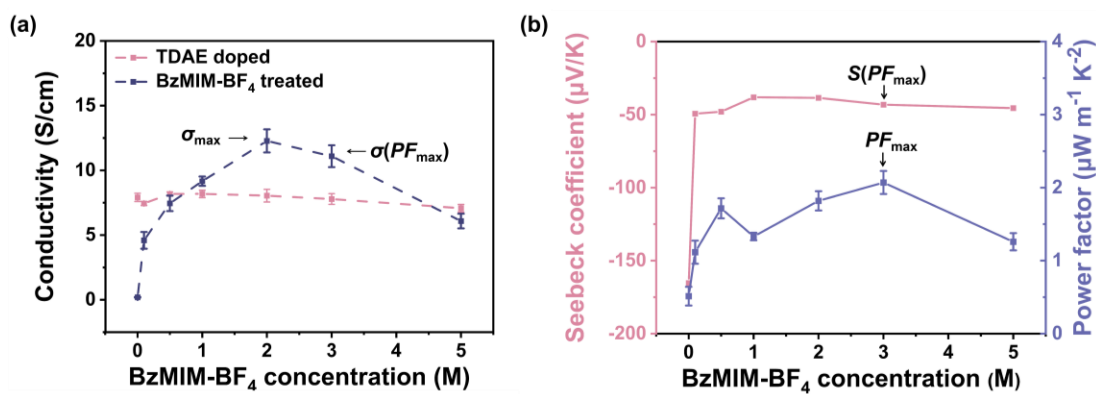 (a)
20
15
10
5
0
Conductivity (S/cm)
TDAE doped
BzMIM-BF₄ treated
σmax →
← σ(PFmax)
0 1 2 3 4 5
BzMIM-BF₄ concentration (M)
(b)
0
-50
-100
-150
-200
Seebeck coefficient (μV/K)
S(PFmax)
PFmax
4
3
2
1
0
Power factor (μW m⁻¹ K⁻²)
0 1 2 3 4 5
BzMIM-BF₄ concentration (M)